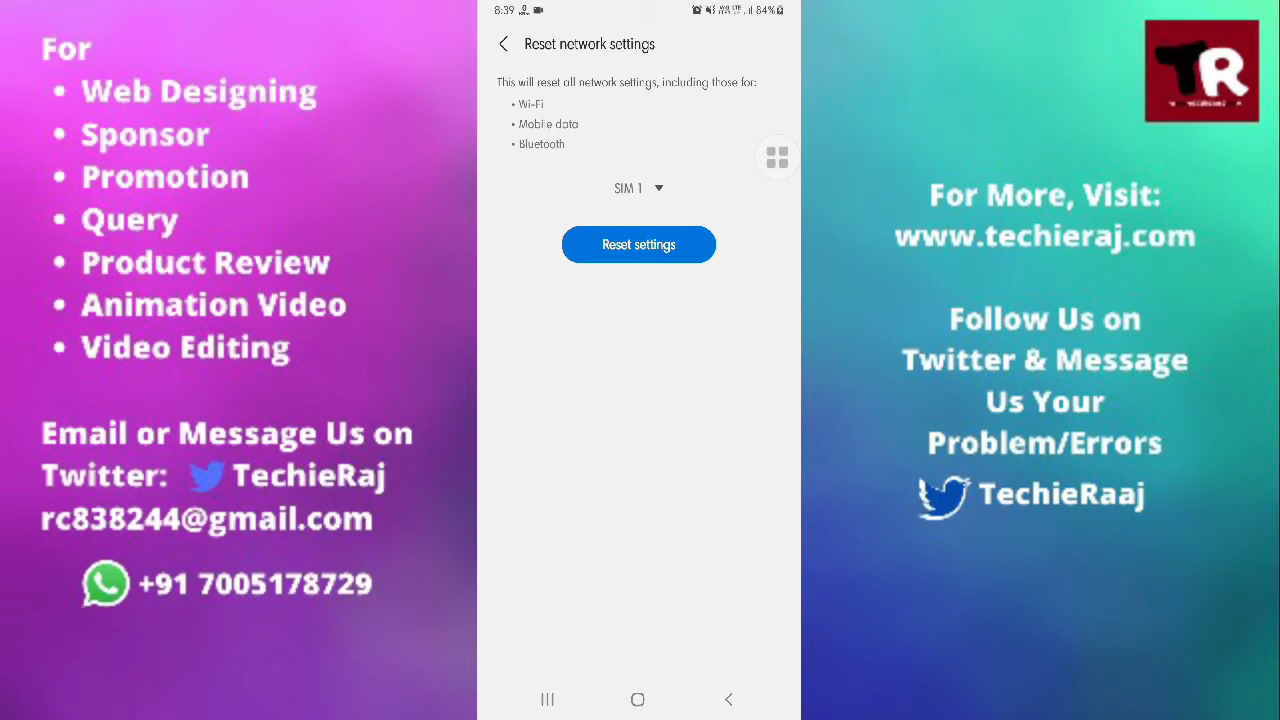 For
• Web Designing
• Sponsor
• Promotion
• Query
• Product Review
• Animation Video
• Video Editing
Email or Message Us on
Twitter: TechieRaj
rc838244@gmail.com
+91 7005178729
8:39
84%
Reset network settings
This will reset all network settings, including those for:
• Wi-Fi
• Mobile data
• Bluetooth
SIM 1
Reset settings
TR
For More, Visit:
www.techieraj.com
Follow Us on
Twitter & Message
Us Your
Problem/Errors
TechieRaaj